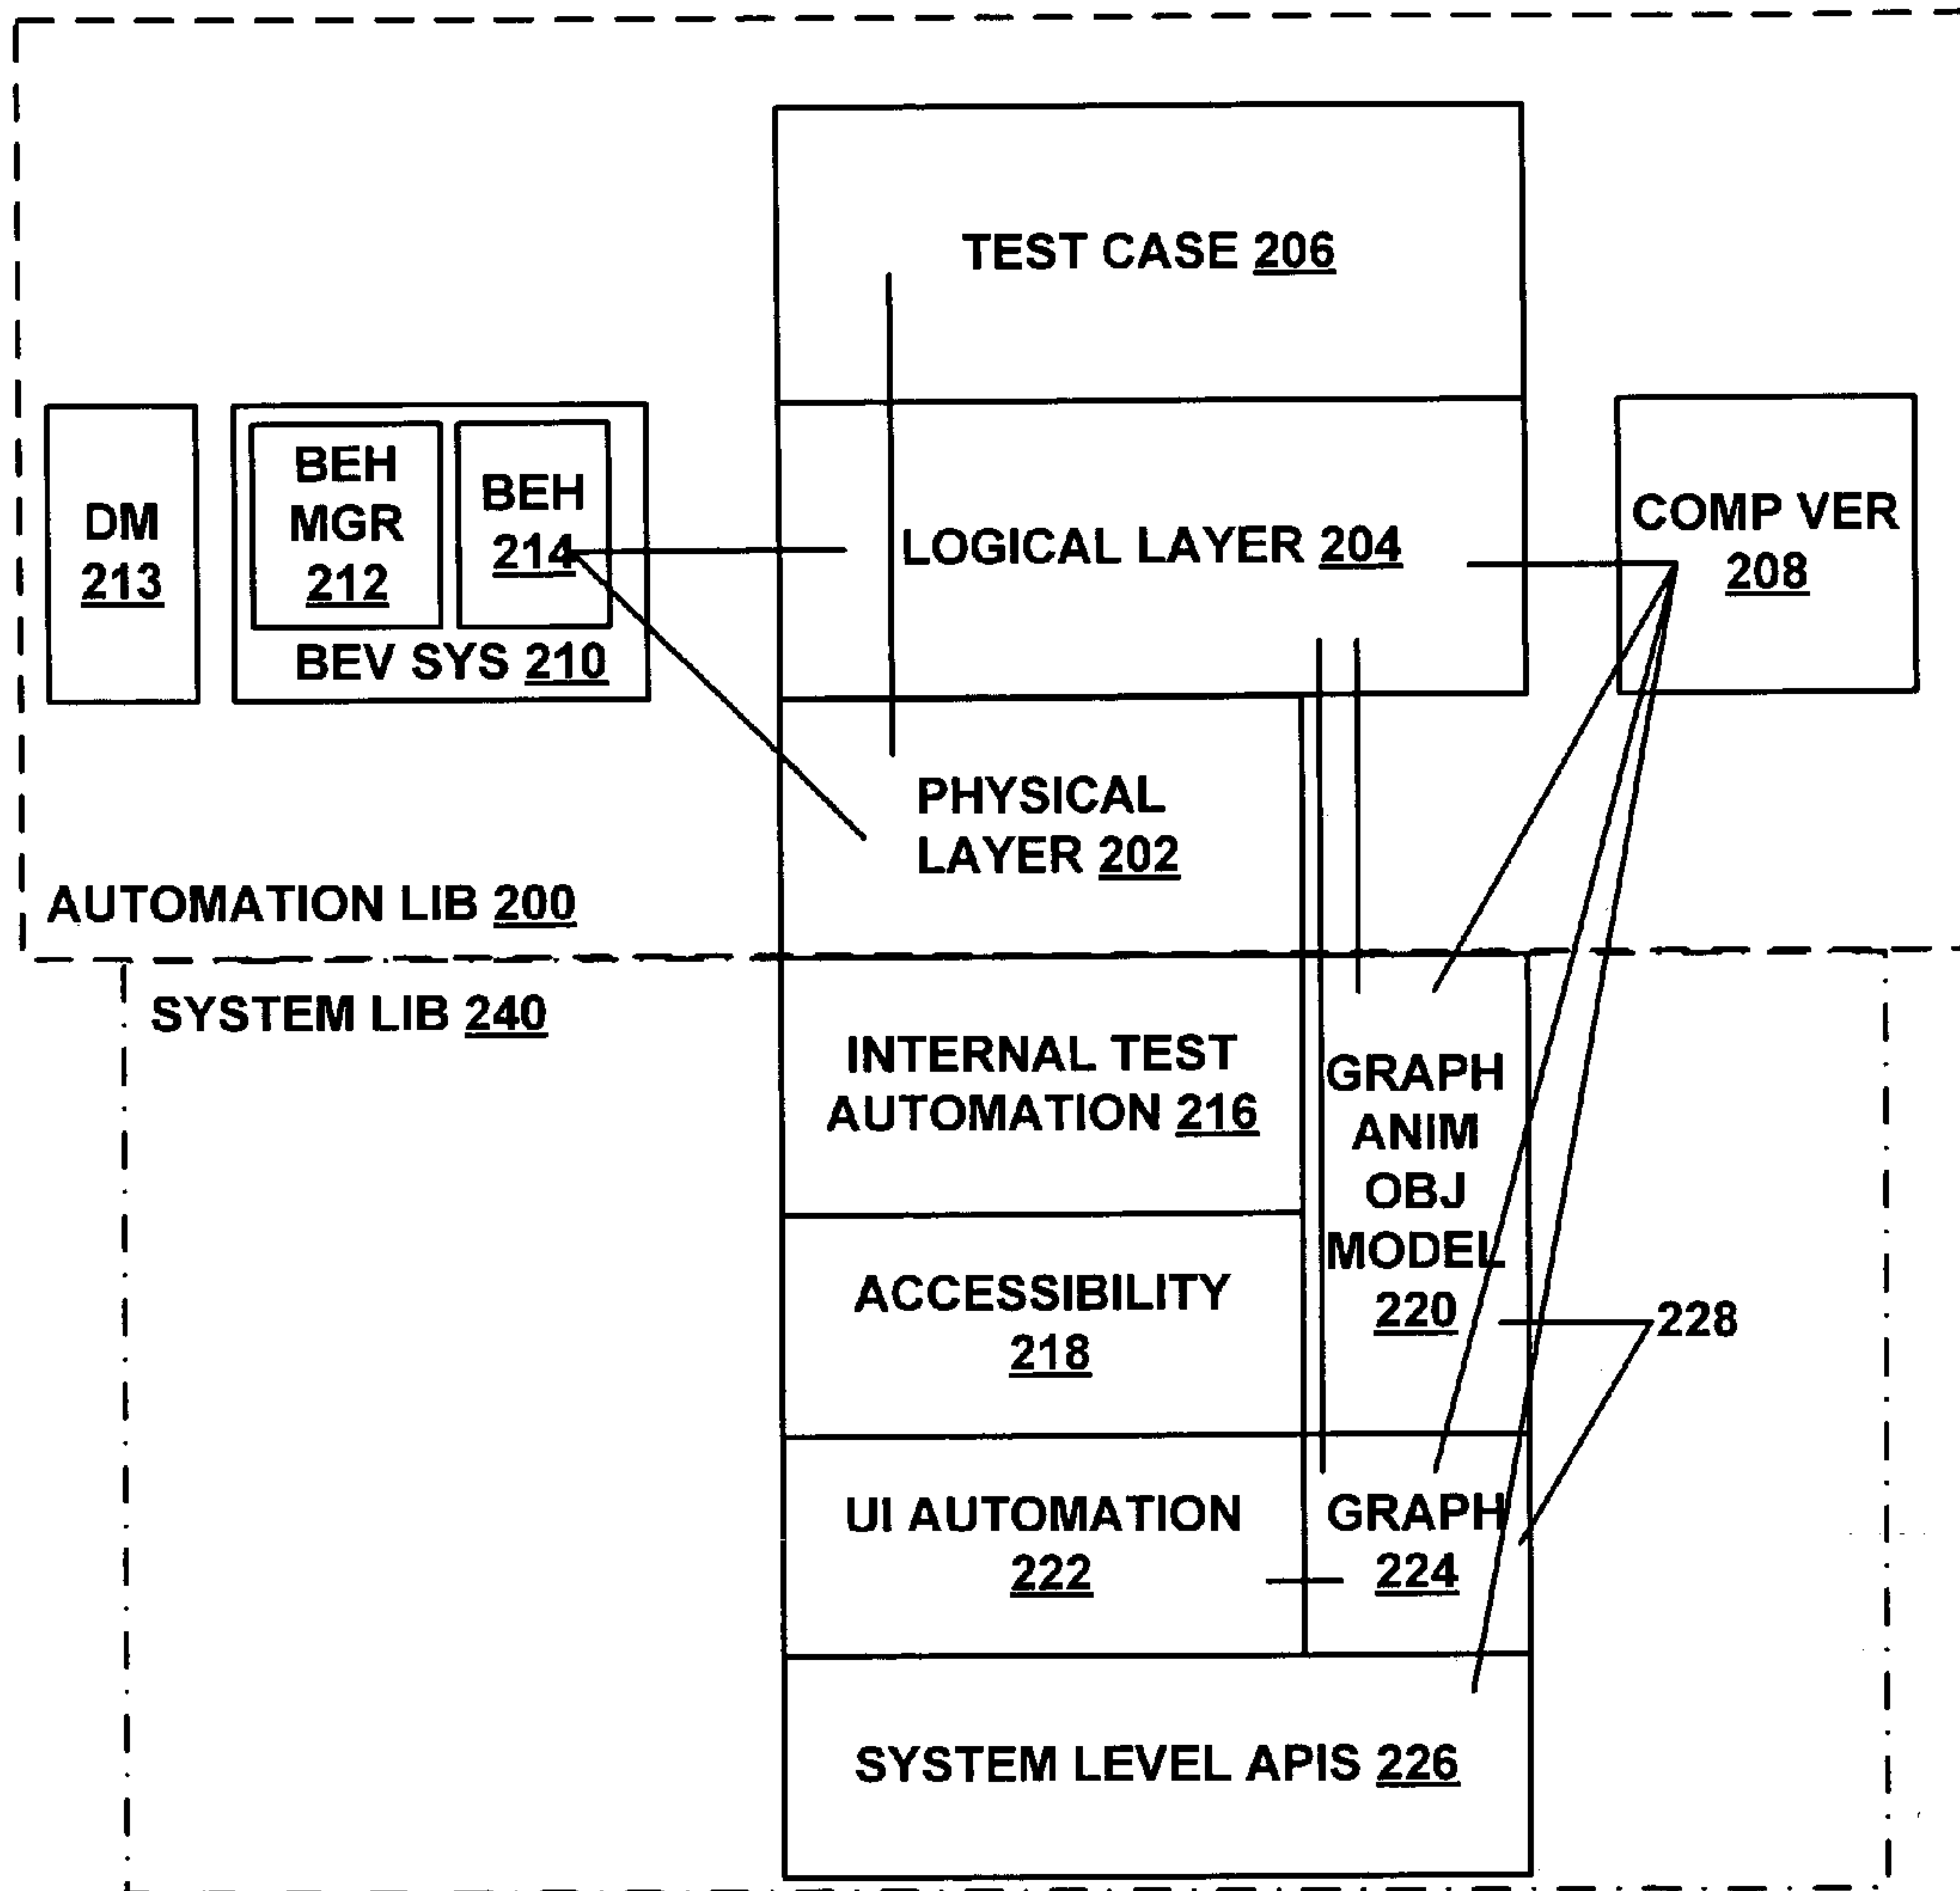 TEST CASE 206
DM
213
BEH
MGR
212
BEH
214
BEV SYS 210
LOGICAL LAYER 204
COMP VER
208
PHYSICAL
LAYER 202
AUTOMATION LIB 200
SYSTEM LIB 240
INTERNAL TEST
AUTOMATION 216
GRAPH
ANIM
OBJ
MODEL
220
ACCESSIBILITY
218
228
UI AUTOMATION
222
GRAPH
224
SYSTEM LEVEL APIS 226